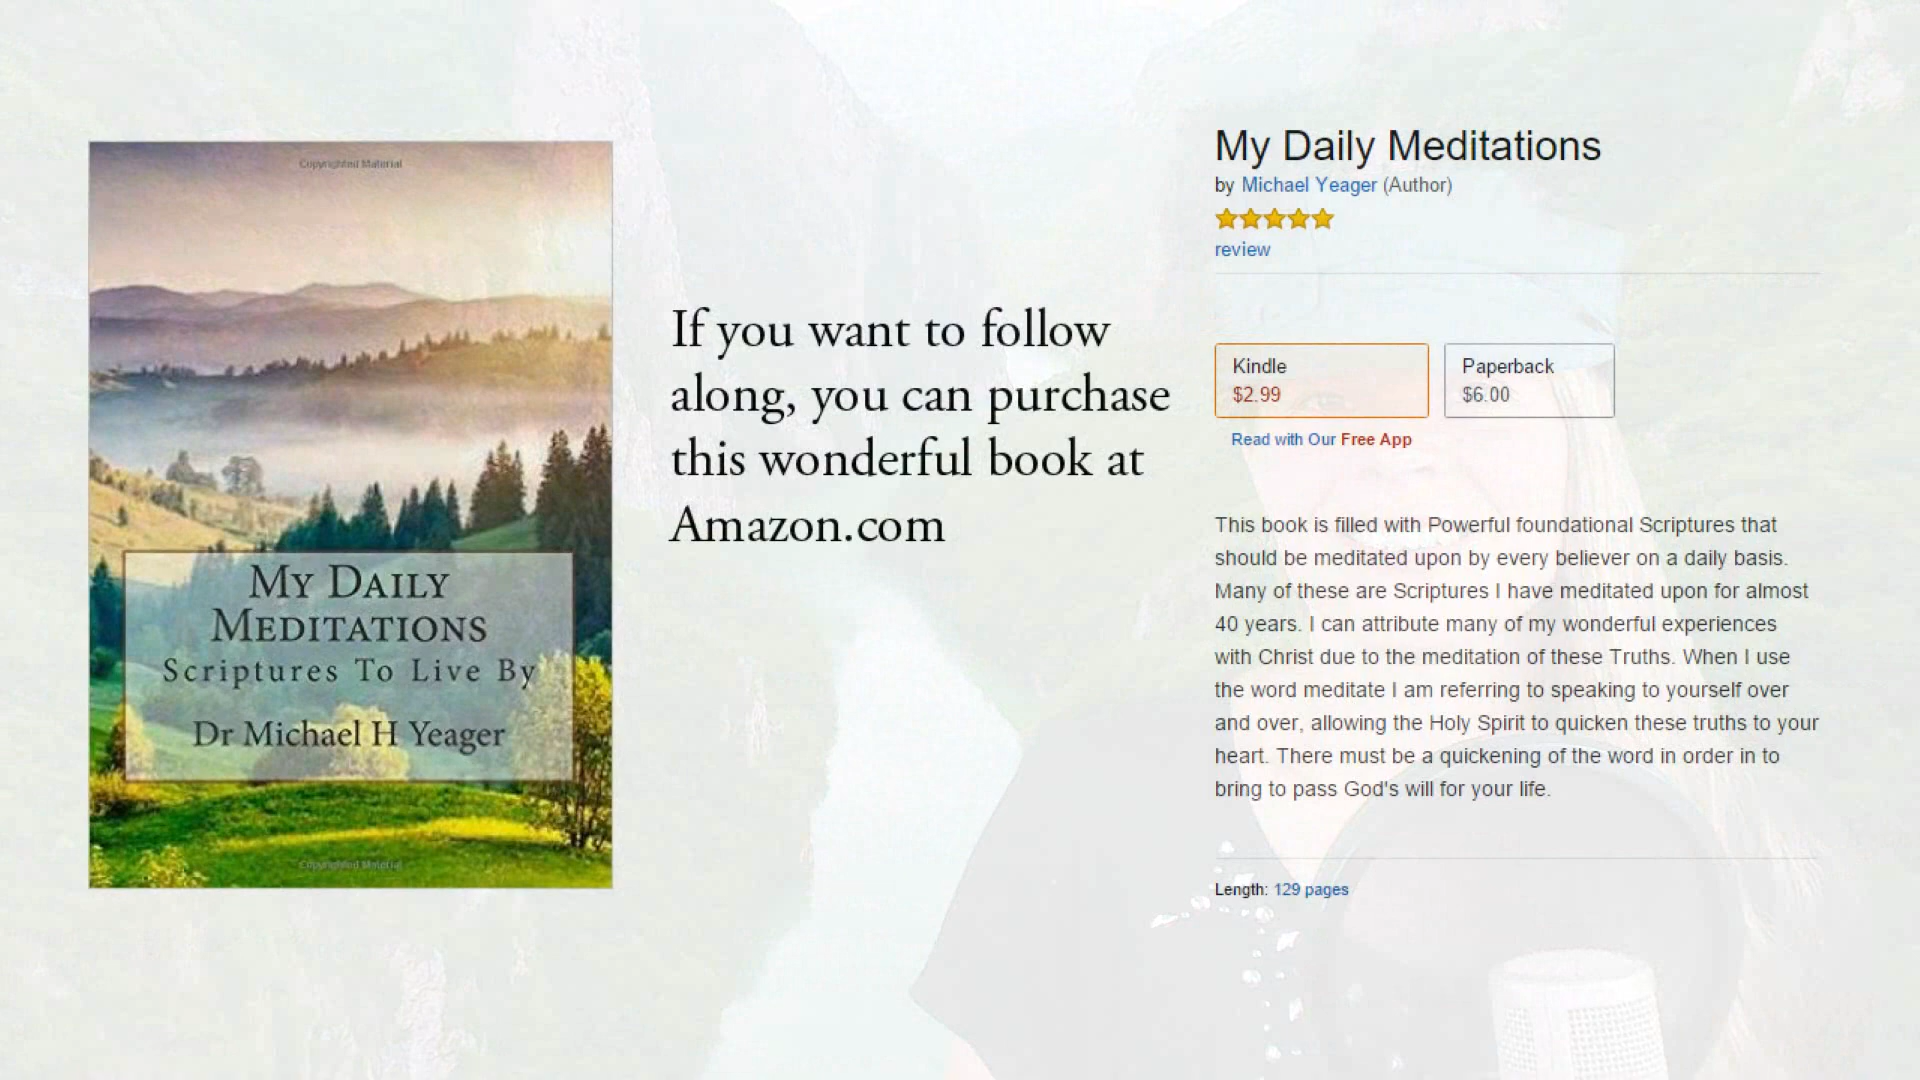 Copyrighted Material
My Daily
Meditations
Scriptures To Live By
Dr Michael H Yeager
Copyrighted Material
If you want to follow
along, you can purchase
this wonderful book at
Amazon.com
My Daily Meditations
by Michael Yeager (Author)
review
Kindle
$2.99
Paperback
$6.00
Read with Our Free App
This book is filled with Powerful foundational Scriptures that
should be meditated upon by every believer on a daily basis.
Many of these are Scriptures I have meditated upon for almost
40 years. I can attribute many of my wonderful experiences
with Christ due to the meditation of these Truths. When I use
the word meditate I am referring to speaking to yourself over
and over, allowing the Holy Spirit to quicken these truths to your
heart. There must be a quickening of the word in order in to
bring to pass God's will for your life.
Length: 129 pages